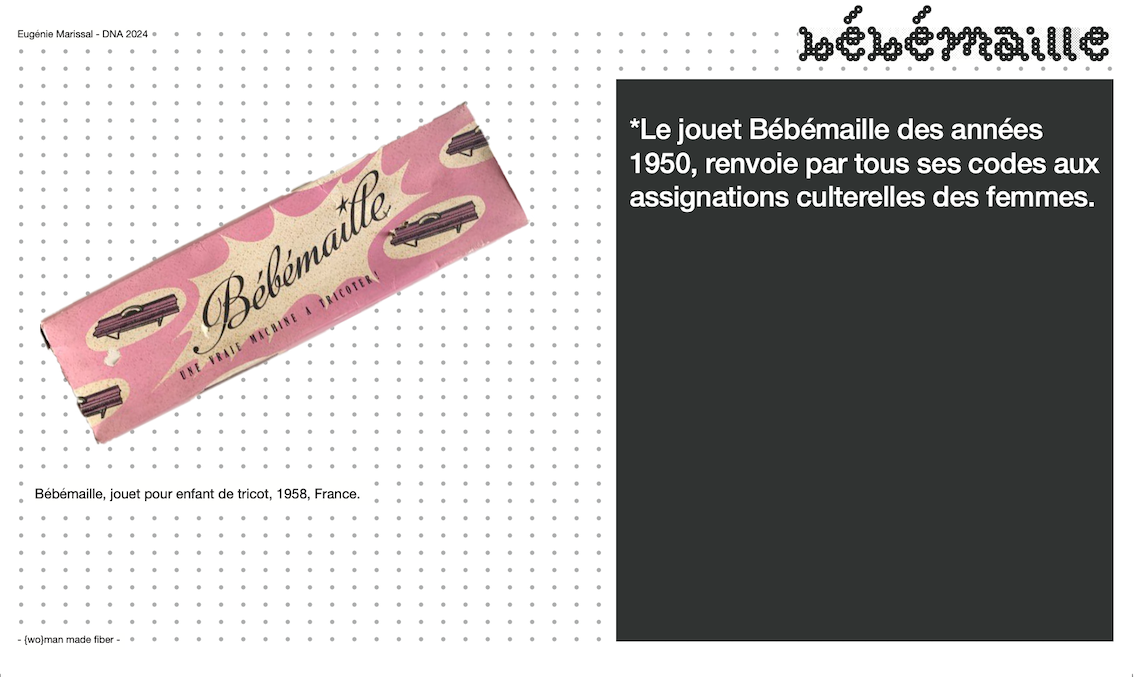 Eugénie Marissal - DNA 2024
bébémaille
*Le jouet Bébémaille des années
1950, renvoie par tous ses codes aux
assignations culterelles des femmes.
Bébémaille
UNE VRAIE MACHINE A TRICOTER!
Bébémaille, jouet pour enfant de tricot, 1958, France.
- {wo}man made fiber -